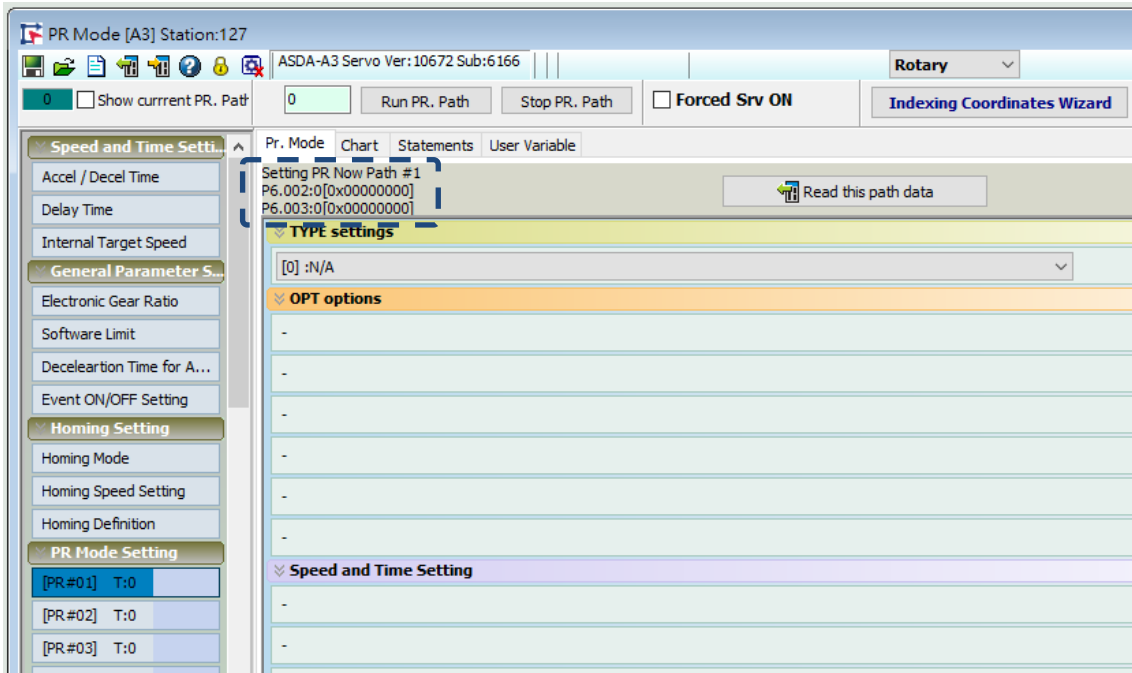 PR Mode [A3] Station:127
ASDA-A3 Servo Ver:10672 Sub:6166
Rotary
0
Show currrent PR. Path
0
Run PR. Path
Stop PR. Path
Forced Srv ON
Indexing Coordinates Wizard
Speed and Time Setti...
Accel / Decel Time
Delay Time
Internal Target Speed
General Parameter S...
Electronic Gear Ratio
Software Limit
Deceleartion Time for A...
Event ON/OFF Setting
Homing Setting
Homing Mode
Homing Speed Setting
Homing Definition
PR Mode Setting
[PR#01] T:0
[PR#02] T:0
[PR#03] T:0
Pr. Mode
Chart
Statements
User Variable
Setting PR Now Path #1
P6.002:0[0x00000000]
P6.003:0[0x00000000]
Read this path data
TYPE settings
[0] :N/A
OPT options
-
-
-
-
-
-
Speed and Time Setting
-
-